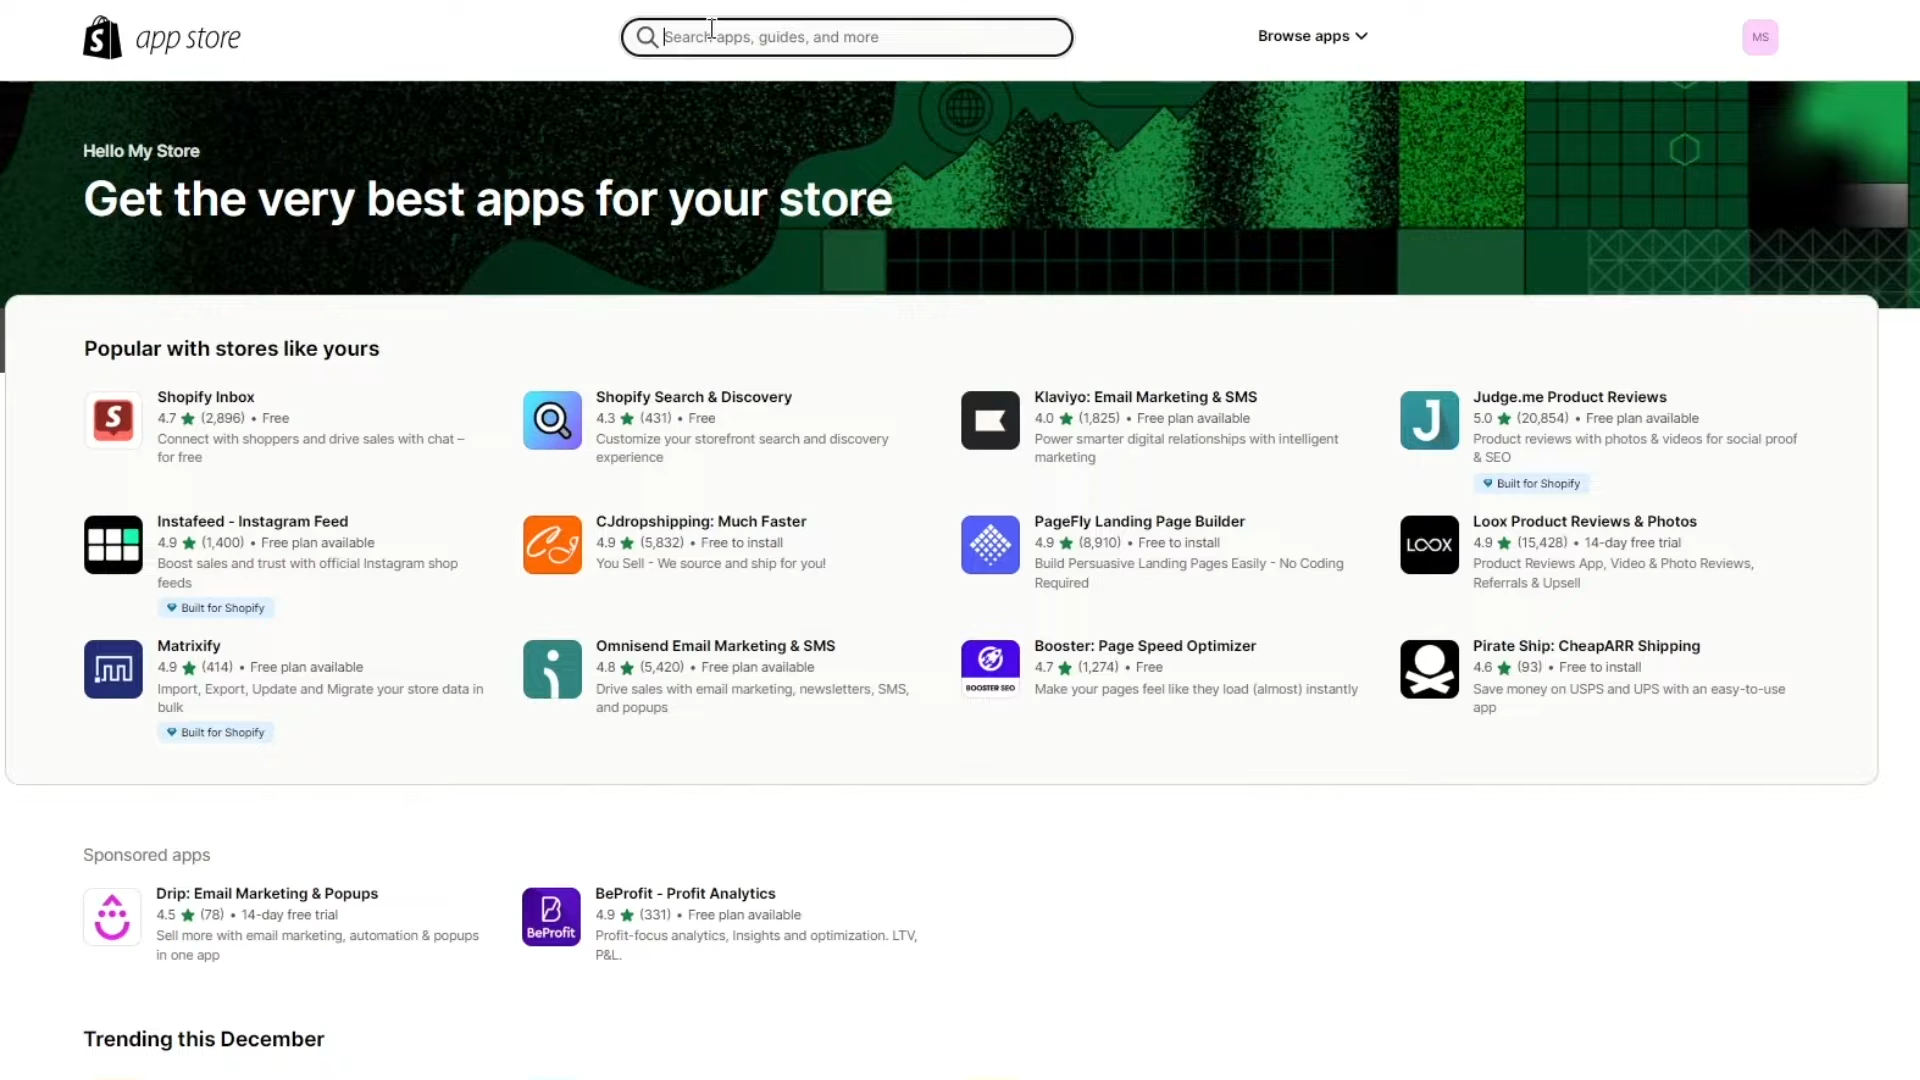 app store
Search apps, guides, and more
Browse apps
MS
Hello My Store
Get the very best apps for your store
Popular with stores like yours
Shopify Inbox
4.7 ★ (2,896) • Free
Connect with shoppers and drive sales with chat –
for free
Shopify Search & Discovery
4.3 ★ (431) • Free
Customize your storefront search and discovery
experience
Klaviyo: Email Marketing & SMS
4.0 ★ (1,825) • Free plan available
Power smarter digital relationships with intelligent
marketing
Judge.me Product Reviews
5.0 ★ (20,854) • Free plan available
Product reviews with photos & videos for social proof
& SEO
Built for Shopify
Instafeed - Instagram Feed
4.9 ★ (1,400) • Free plan available
Boost sales and trust with official Instagram shop
feeds
Built for Shopify
CJdropshipping: Much Faster
4.9 ★ (5,832) • Free to install
You Sell - We source and ship for you!
PageFly Landing Page Builder
4.9 ★ (8,910) • Free to install
Build Persuasive Landing Pages Easily - No Coding
Required
LOOX
Loox Product Reviews & Photos
4.9 ★ (15,428) • 14-day free trial
Product Reviews App, Video & Photo Reviews,
Referrals & Upsell
Matrixify
4.9 ★ (414) • Free plan available
Import, Export, Update and Migrate your store data in
bulk
Built for Shopify
Omnisend Email Marketing & SMS
4.8 ★ (5,420) • Free plan available
Drive sales with email marketing, newsletters, SMS,
and popups
BOOSTER SEO
Booster: Page Speed Optimizer
4.7 ★ (1,274) • Free
Make your pages feel like they load (almost) instantly
Pirate Ship: CheapARR Shipping
4.6 ★ (93) • Free to install
Save money on USPS and UPS with an easy-to-use
app
Sponsored apps
Drip: Email Marketing & Popups
4.5 ★ (78) • 14-day free trial
Sell more with email marketing, automation & popups
in one app
BeProfit
BeProfit - Profit Analytics
4.9 ★ (331) • Free plan available
Profit-focus analytics, Insights and optimization. LTV,
P&L.
Trending this December